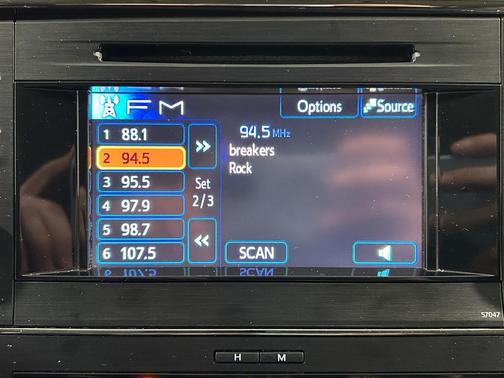 FM
Options
Source
1 88.1
2 94.5
3 95.5
4 97.9
5 98.7
6 107.5
Set
2/3
94.5 MHz
breakers
Rock
SCAN
57047
H M